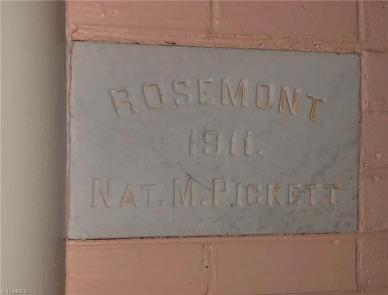 ROSEMONT
1911.
NAT. M. PICKETT